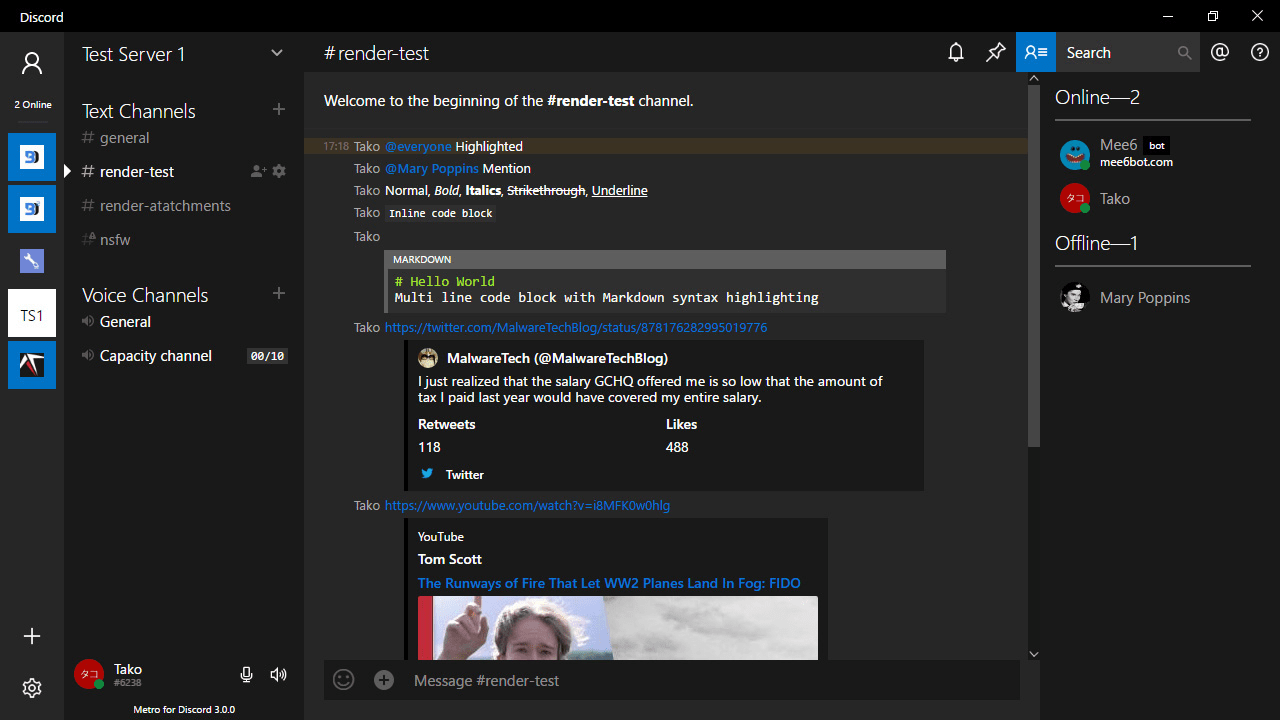 Discord
2 Online
TS1
Test Server 1
Text Channels
# general
# render-test
# render-atatchments
# nsfw
Voice Channels
General
Capacity channel 00/10
タコ
Tako
#6238
Metro for Discord 3.0.0
#render-test
Search
Welcome to the beginning of the #render-test channel.
17:18 Tako @everyone Highlighted
Tako @Mary Poppins Mention
Tako Normal, Bold, Italics, Strikethrough, Underline
Tako Inline code block
Tako
MARKDOWN
# Hello World
Multi line code block with Markdown syntax highlighting
Tako https://twitter.com/MalwareTechBlog/status/878176282995019776
MalwareTech (@MalwareTechBlog)
I just realized that the salary GCHQ offered me is so low that the amount of
tax I paid last year would have covered my entire salary.
Retweets Likes
118 488
Twitter
Tako https://www.youtube.com/watch?v=i8MFK0w0hlg
YouTube
Tom Scott
The Runways of Fire That Let WW2 Planes Land In Fog: FIDO
Message #render-test
Online—2
Mee6 bot
mee6bot.com
タコ
Tako
Offline—1
Mary Poppins